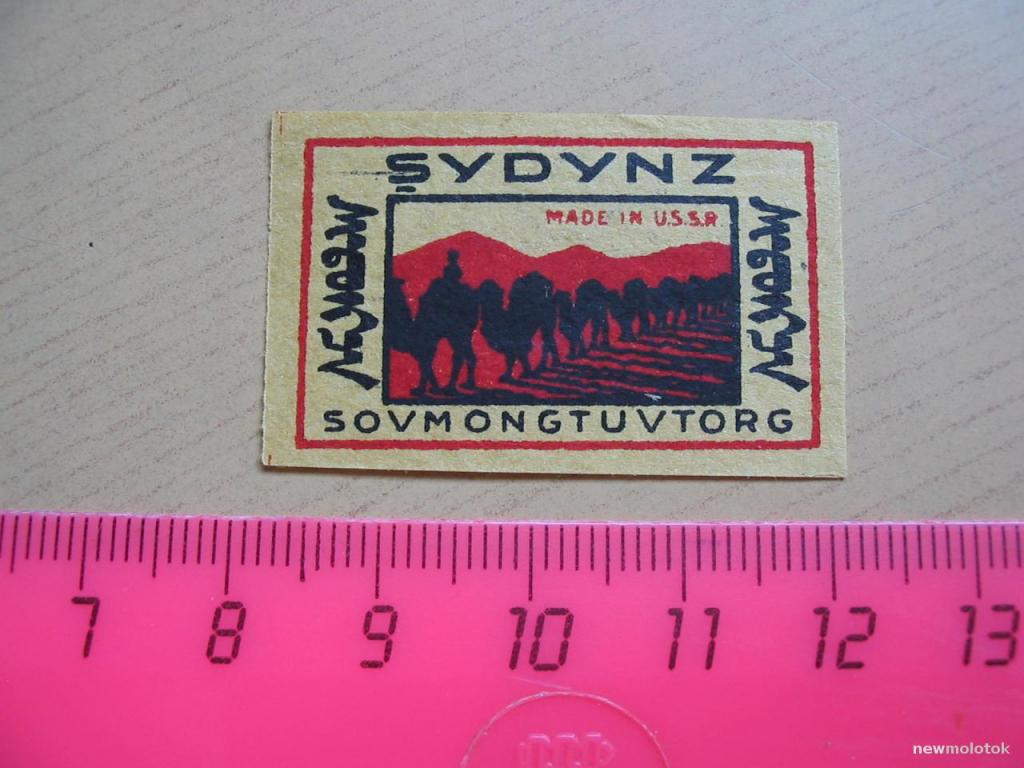 ŞYDYNZ
MADE IN U.S.S.R.
SOVMONGTUVTORG
7 8 9 10 11 12 13
newmolotok